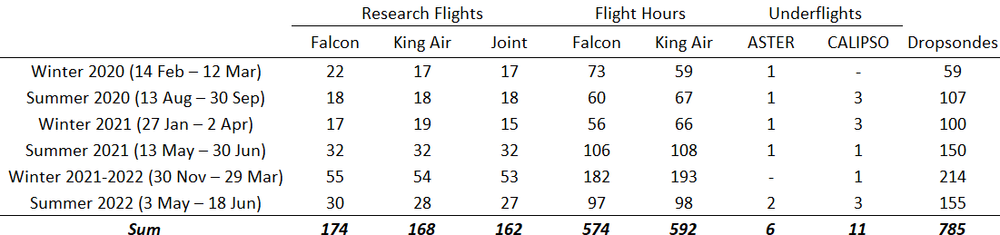 Research Flights Flight Hours Underflights
Falcon King Air Joint Falcon King Air ASTER CALIPSO Dropsondes
Winter 2020 (14 Feb – 12 Mar) 22 17 17 73 59 1 - 59
Summer 2020 (13 Aug – 30 Sep) 18 18 18 60 67 1 3 107
Winter 2021 (27 Jan – 2 Apr) 17 19 15 56 66 1 3 100
Summer 2021 (13 May – 30 Jun) 32 32 32 106 108 1 1 150
Winter 2021-2022 (30 Nov – 29 Mar) 55 54 53 182 193 - 1 214
Summer 2022 (3 May – 18 Jun) 30 28 27 97 98 2 3 155
Sum 174 168 162 574 592 6 11 785